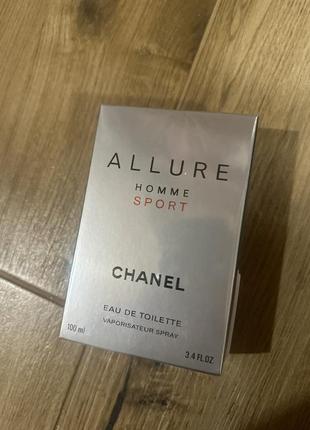 ALLURE
HOMME
SPORT
CHANEL
EAU DE TOILETTE
VAPORISATEUR SPRAY
100 ml
3.4 FL.OZ